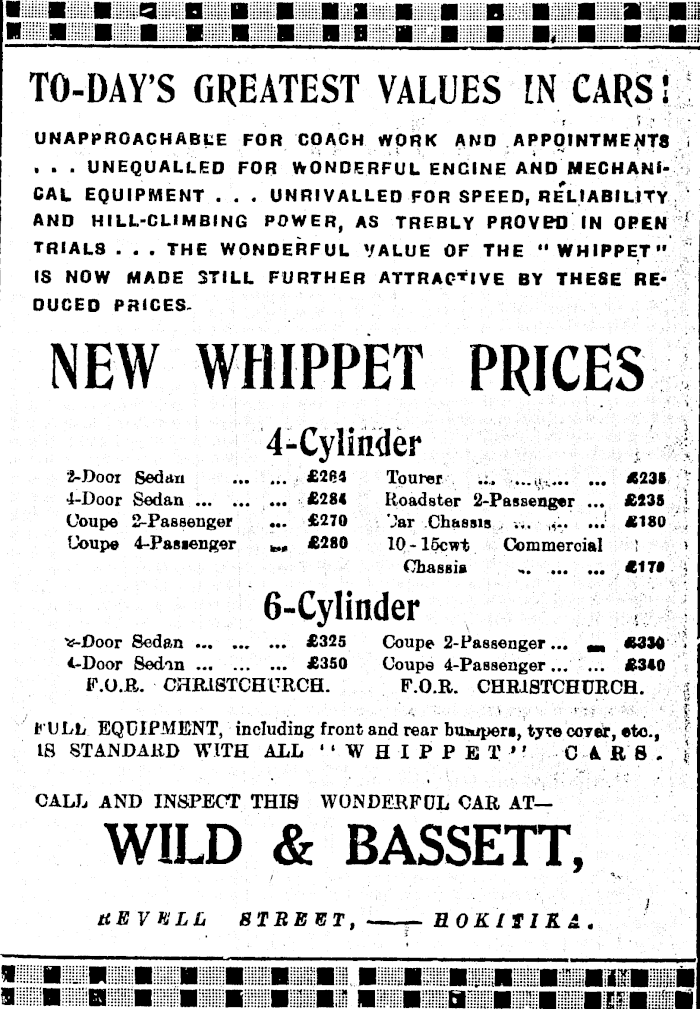 TO-DAY'S GREATEST VALUES IN CARS!
UNAPPROACHABLE FOR COACH WORK AND APPOINTMENTS
... UNEQUALLED FOR WONDERFUL ENGINE AND MECHANI-
CAL EQUIPMENT ... UNRIVALLED FOR SPEED, RELIABILITY
AND HILL-CLIMBING POWER, AS TREBLY PROVED IN OPEN
TRIALS ... THE WONDERFUL VALUE OF THE "WHIPPET"
IS NOW MADE STILL FURTHER ATTRACTIVE BY THESE RE-
DUCED PRICES.
NEW WHIPPET PRICES
4-Cylinder
2-Door Sedan ... ... £264
4-Door Sedan ... ... ... £284
Coupe 2-Passenger ... £270
Coupe 4-Passenger ... £280
Tourer ... ... ... ... £235
Roadster 2-Passenger ... £235
Car Chassis ... ... ... £180
10-15cwt Commercial
Chassis ... ... ...
6-Cylinder
2-Door Sedan ... ... ... £325
4-Door Sedan ... ... ... £350
F.O.R. CHRISTCHURCH.
Coupe 2-Passenger ... ... £330
Coupe 4-Passenger ... ... £340
F.O.R. CHRISTCHURCH.
FULL EQUIPMENT, including front and rear bumpers, tyre cover, etc.,
IS STANDARD WITH ALL "WHIPPET" CARS.
CALL AND INSPECT THIS WONDERFUL CAR AT—
WILD & BASSETT,
REVELL STREET, —— HOKITIKA.